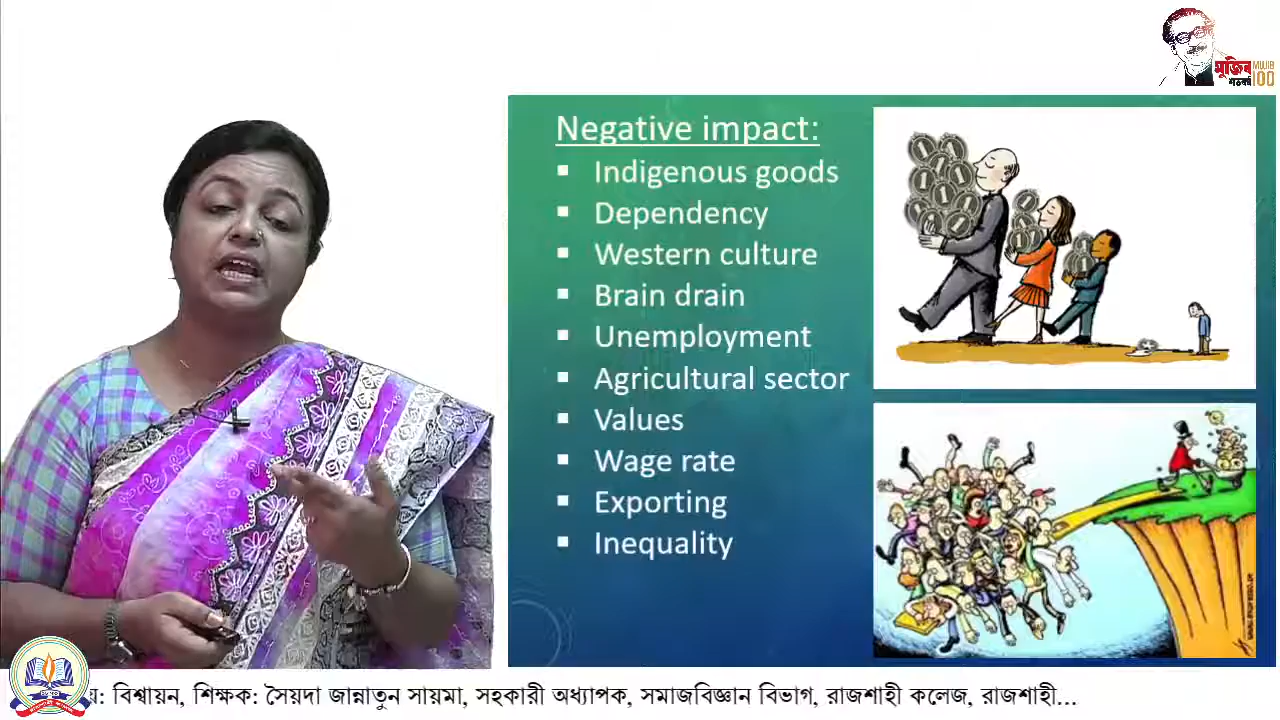 মুজিব
শতবর্ষ
MUJIB
100
Negative impact:
▪ Indigenous goods
▪ Dependency
▪ Western culture
▪ Brain drain
▪ Unemployment
▪ Agricultural sector
▪ Values
▪ Wage rate
▪ Exporting
▪ Inequality
বিশ্বায়ন, শিক্ষক: সৈয়দা জান্নাতুন সায়মা, সহকারী অধ্যাপক, সমাজবিজ্ঞান বিভাগ, রাজশাহী কলেজ, রাজশাহী...